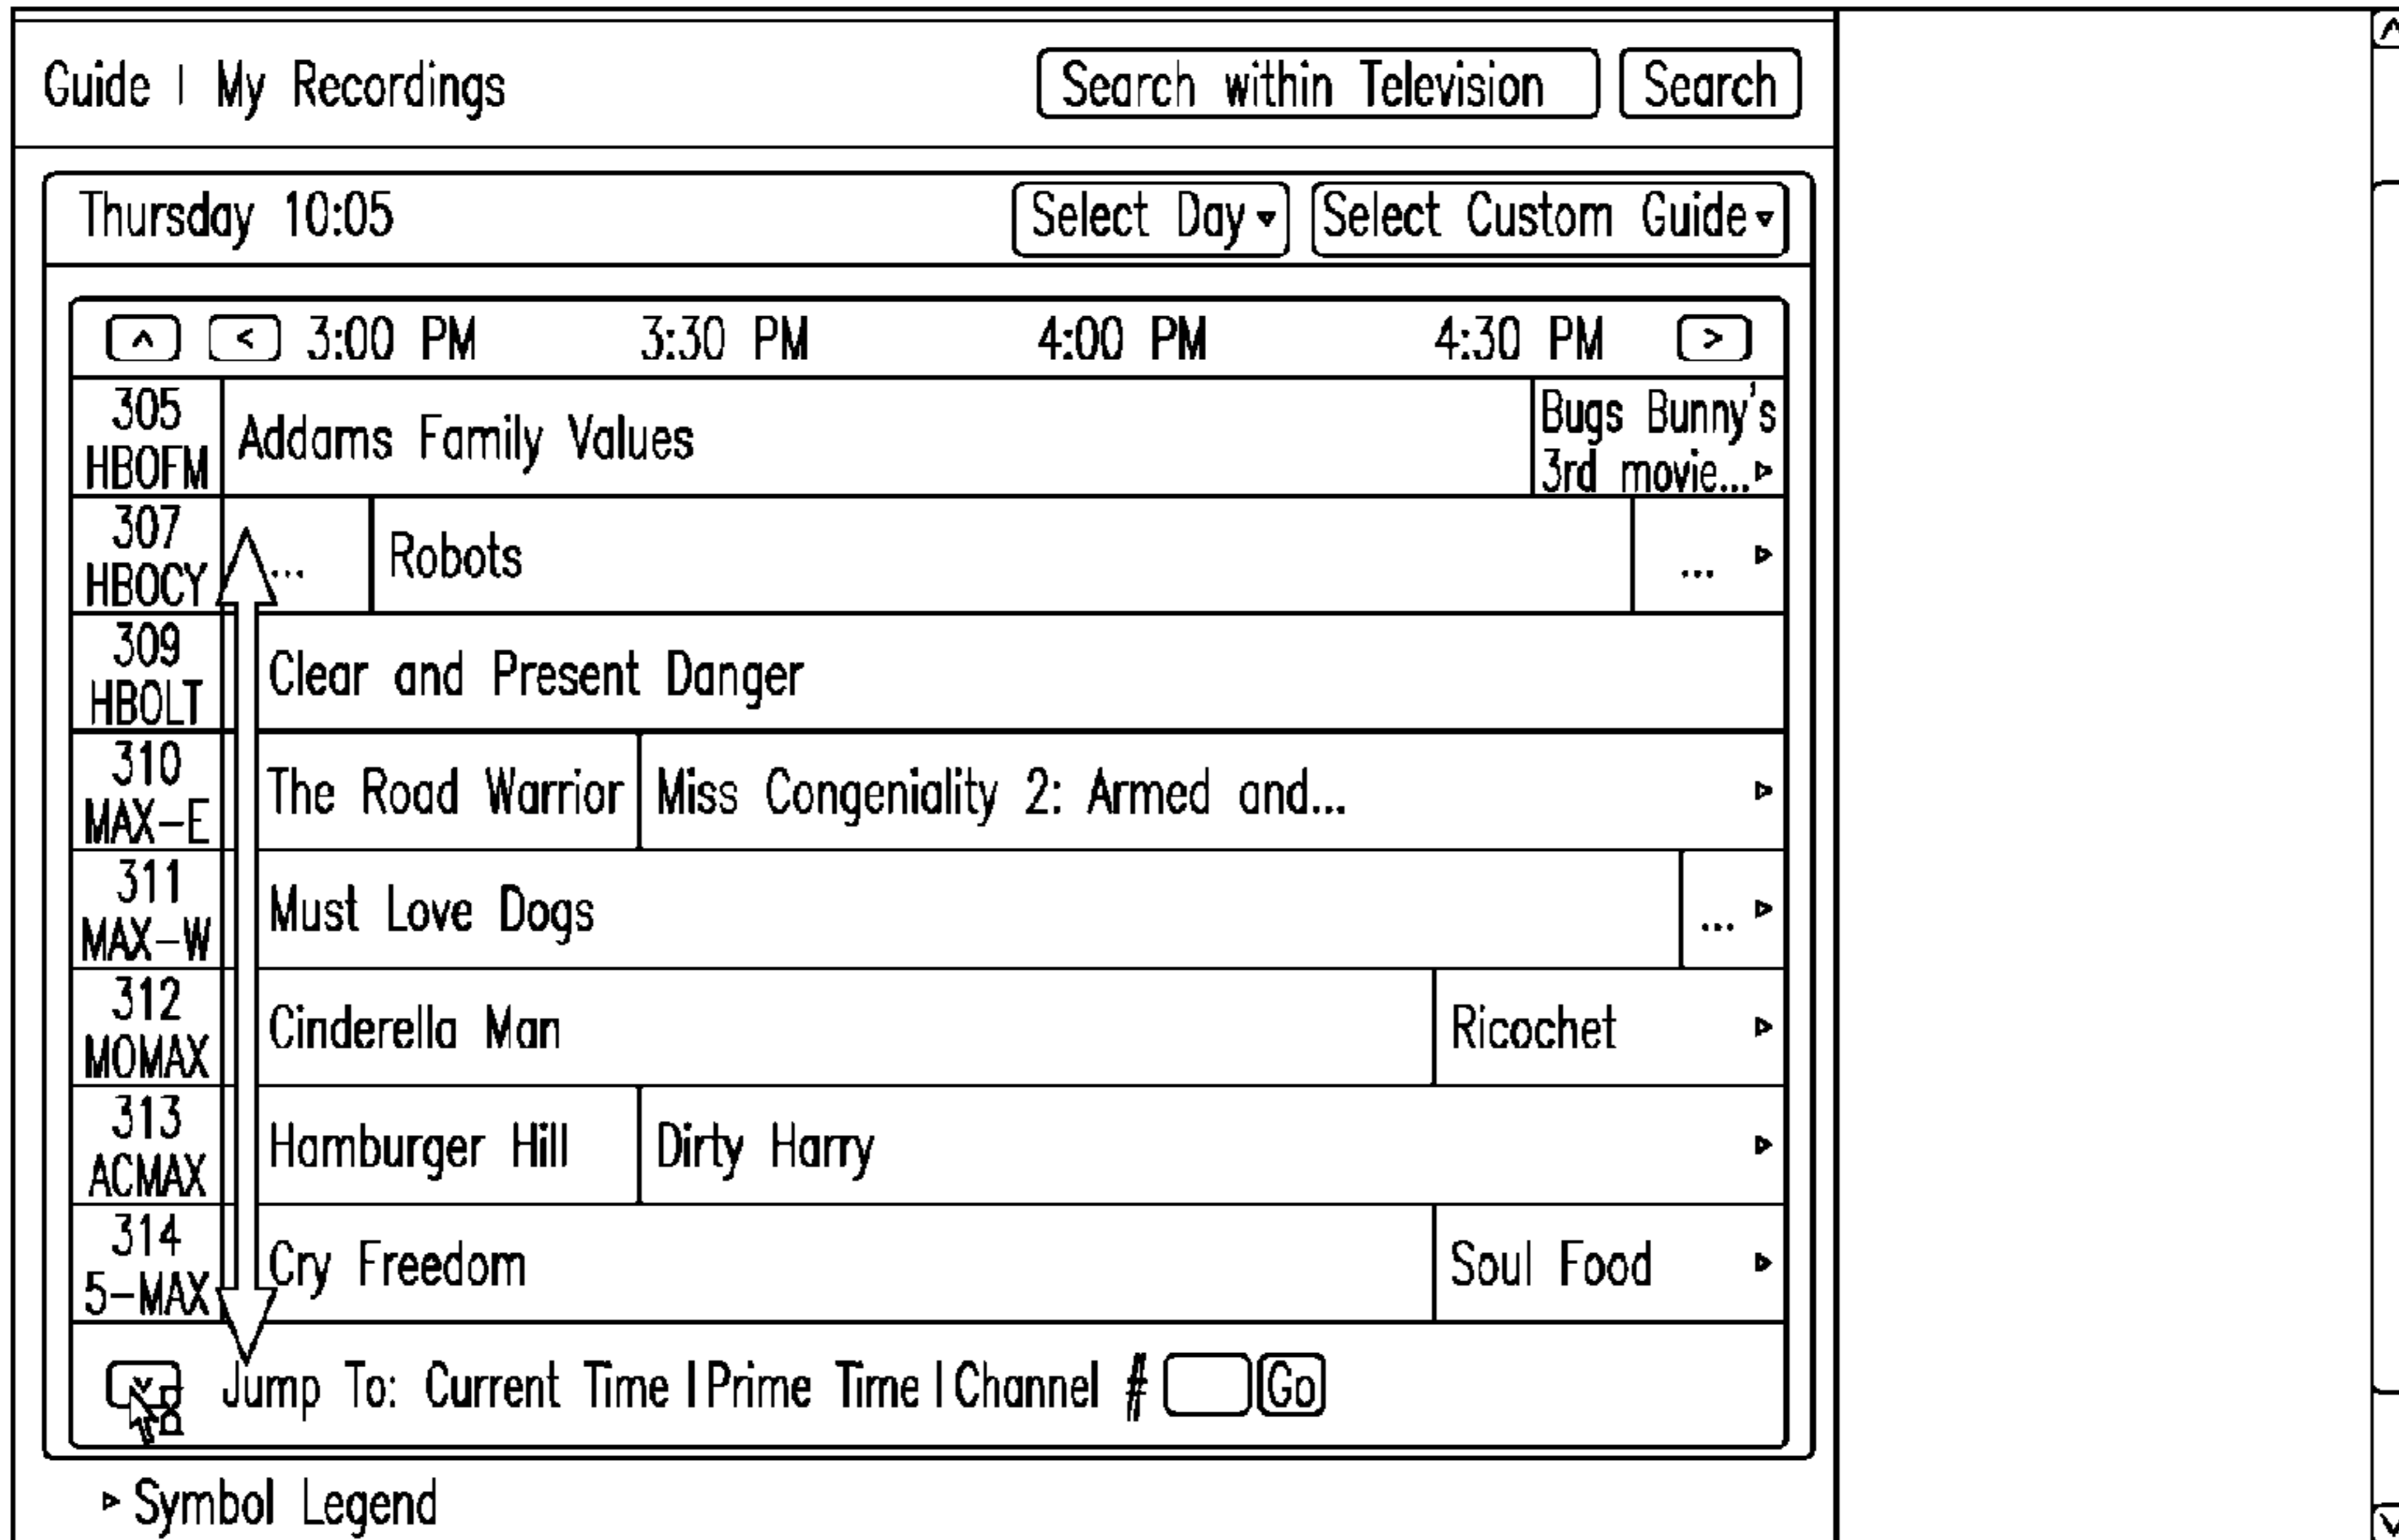 Guide | My Recordings Search within Television Search
Thursday 10:05 Select Day Select Custom Guide
3:00 PM 3:30 PM 4:00 PM 4:30 PM
305
HBOFM
Addams Family Values
Bugs Bunny's
3rd movie...
307
HBOCY
... Robots ...
309
HBOLT
Clear and Present Danger
310
MAX-E
The Road Warrior Miss Congeniality 2: Armed and...
311
MAX-W
Must Love Dogs ...
312
MOMAX
Cinderella Man Ricochet
313
ACMAX
Hamburger Hill Dirty Harry
314
5-MAX
Cry Freedom Soul Food
Jump To: Current Time | Prime Time | Channel # Go
Symbol Legend